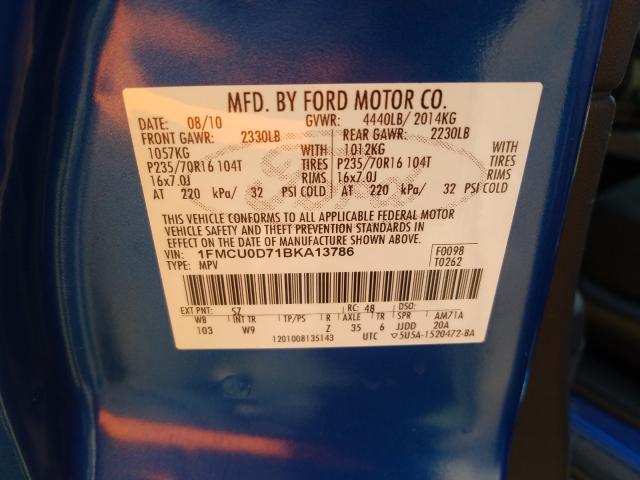 MFD. BY FORD MOTOR CO.
DATE: 08/10 GVWR: 4440LB/ 2014KG
FRONT GAWR: 2330LB REAR GAWR: 2230LB
1057KG WITH 1012KG WITH
P235/70R16 104T TIRES P235/70R16 104T TIRES
16x7.0J RIMS 16x7.0J RIMS
AT 220 kPa/ 32 PSI COLD AT 220 kPa/ 32 PSI COLD
THIS VEHICLE CONFORMS TO ALL APPLICABLE FEDERAL MOTOR
VEHICLE SAFETY AND THEFT PREVENTION STANDARDS IN
EFFECT ON THE DATE OF MANUFACTURE SHOWN ABOVE.
VIN: 1FMCU0D71BKA13786 F0098
TYPE: MPV T0262
EXT PNT: SZ RC: 48 DSO:
WB INT TR TP/PS R AXLE TR SPR AM71A
103 W9 Z 35 6 JJDD 20A
1201008135143 UTC ▽5U5A-1520472-BA
Ford